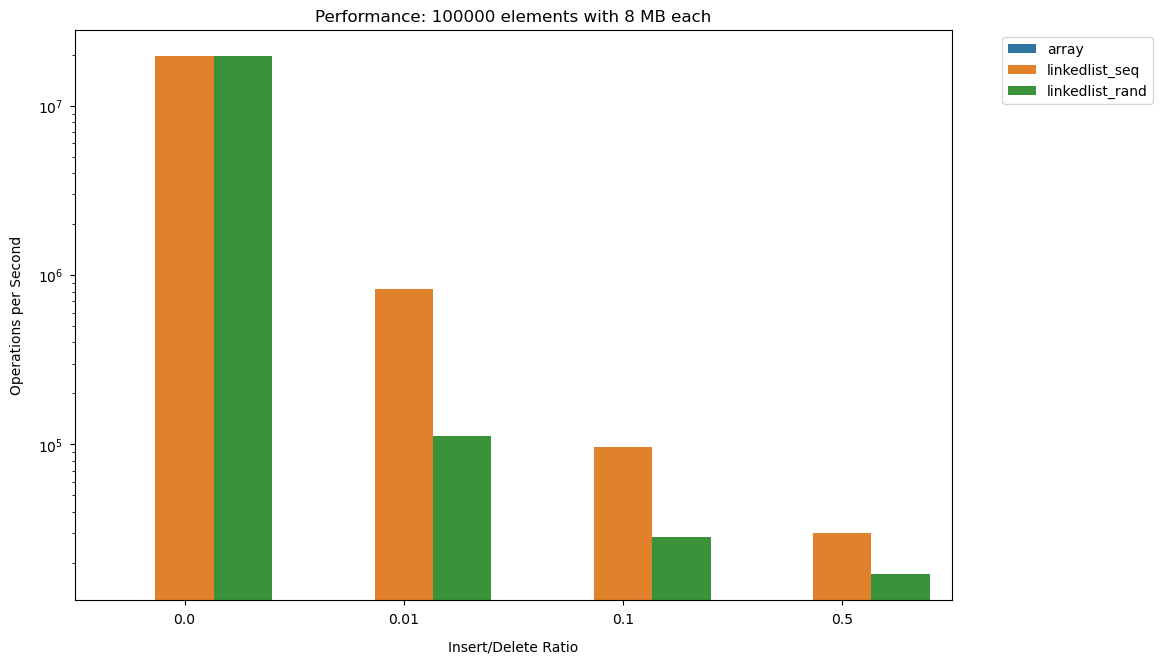 Performance: 100000 elements with 8 MB each
array
linkedlist_seq
linkedlist_rand
Operations per Second
10⁷
10⁶
10⁵
0.0 0.01 0.1 0.5
Insert/Delete Ratio